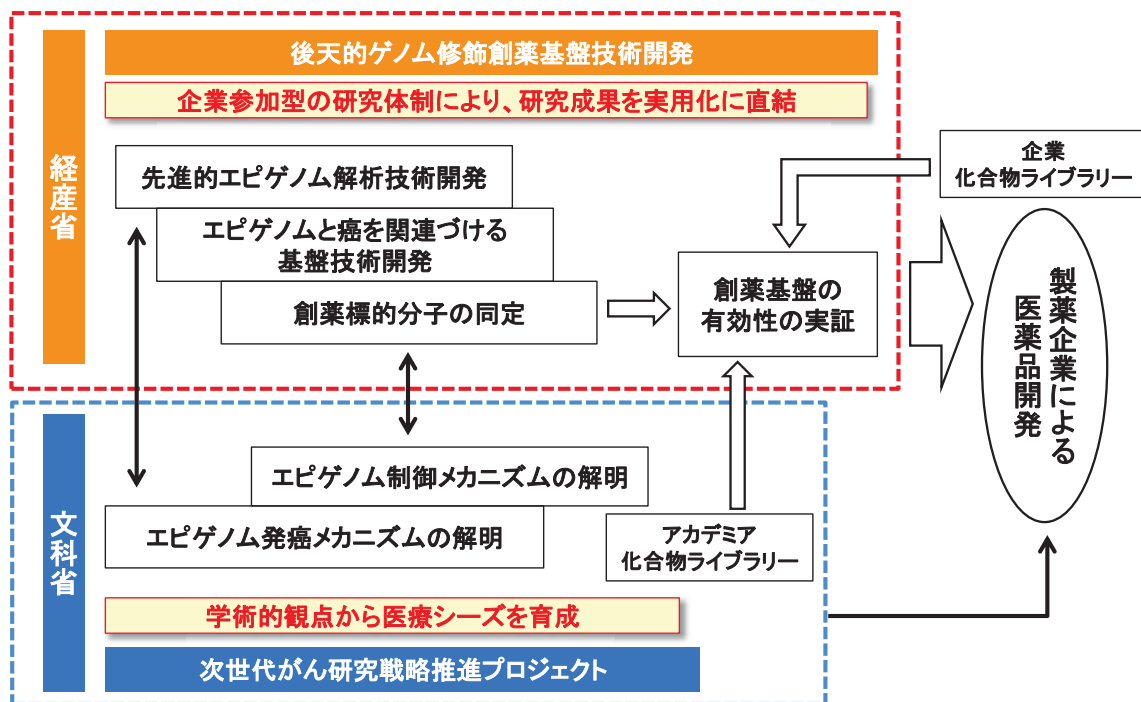 後天的ゲノム修飾創薬基盤技術開発
企業参加型の研究体制により、研究成果を実用化に直結
経産省
先進的エピゲノム解析技術開発
エピゲノムと癌を関連づける
基盤技術開発
創薬標的分子の同定
創薬基盤の
有効性の実証
企業
化合物ライブラリー
製薬企業による
医薬品開発
文科省
エピゲノム制御メカニズムの解明
エピゲノム発癌メカニズムの解明
アカデミア
化合物ライブラリー
学術的観点から医療シーズを育成
次世代がん研究戦略推進プロジェクト